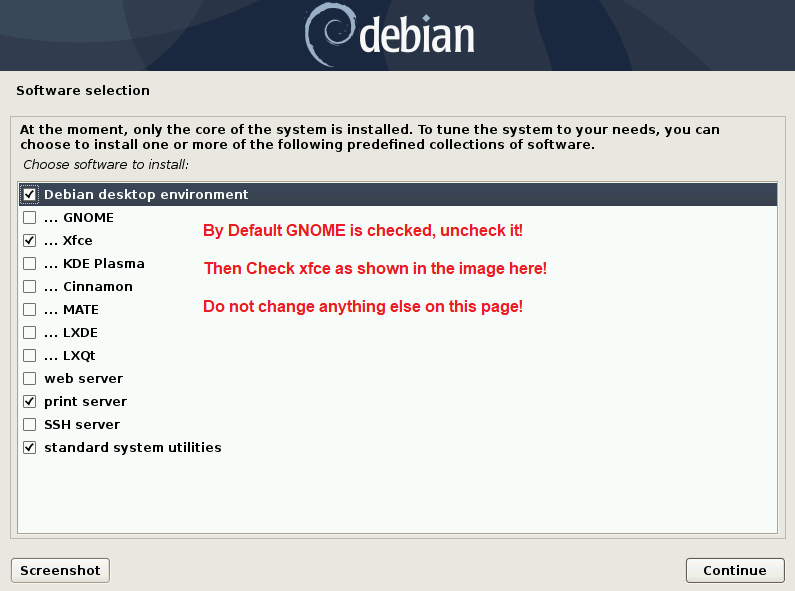 debian
Software selection
At the moment, only the core of the system is installed. To tune the system to your needs, you can
choose to install one or more of the following predefined collections of software.
Choose software to install:
Debian desktop environment
... GNOME
By Default GNOME is checked, uncheck it!
... Xfce
... KDE Plasma
Then Check xfce as shown in the image here!
... Cinnamon
... MATE
Do not change anything else on this page!
... LXDE
... LXQt
web server
print server
SSH server
standard system utilities
Screenshot
Continue